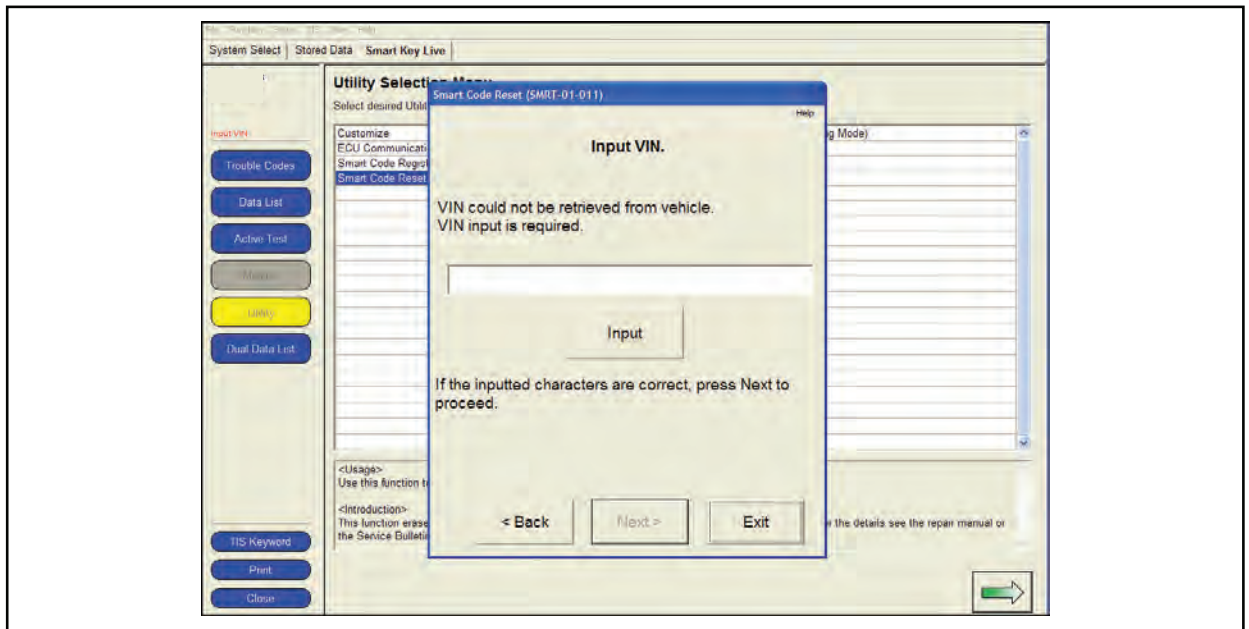 System Select Stored Data Smart Key Live
Utility Selection Menu
Select desired Utilit
Input VIN.
Customize
ECU Communicati
Smart Code Regist
Smart Code Reset
g Mode)
Trouble Codes
Data List
Active Test
Utility
Dual Data List
TIS Keyword
Print
Close
Smart Code Reset (SMRT-01-011)
Help
Input VIN.
VIN could not be retrieved from vehicle.
VIN input is required.
Input
If the inputted characters are correct, press Next to
proceed.
< Back
Next >
Exit
<Usage>
Use this function t
<Introduction>
This function erase
the details see the repair manual or
the Service Bulletin